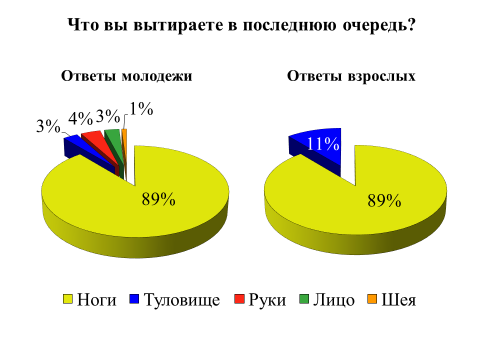 Что вы вытираете в последнюю очередь?
Ответы молодежи
Ответы взрослых
3% 4% 3% 1%
11%
89%
89%
Ноги Туловище Руки Лицо Шея